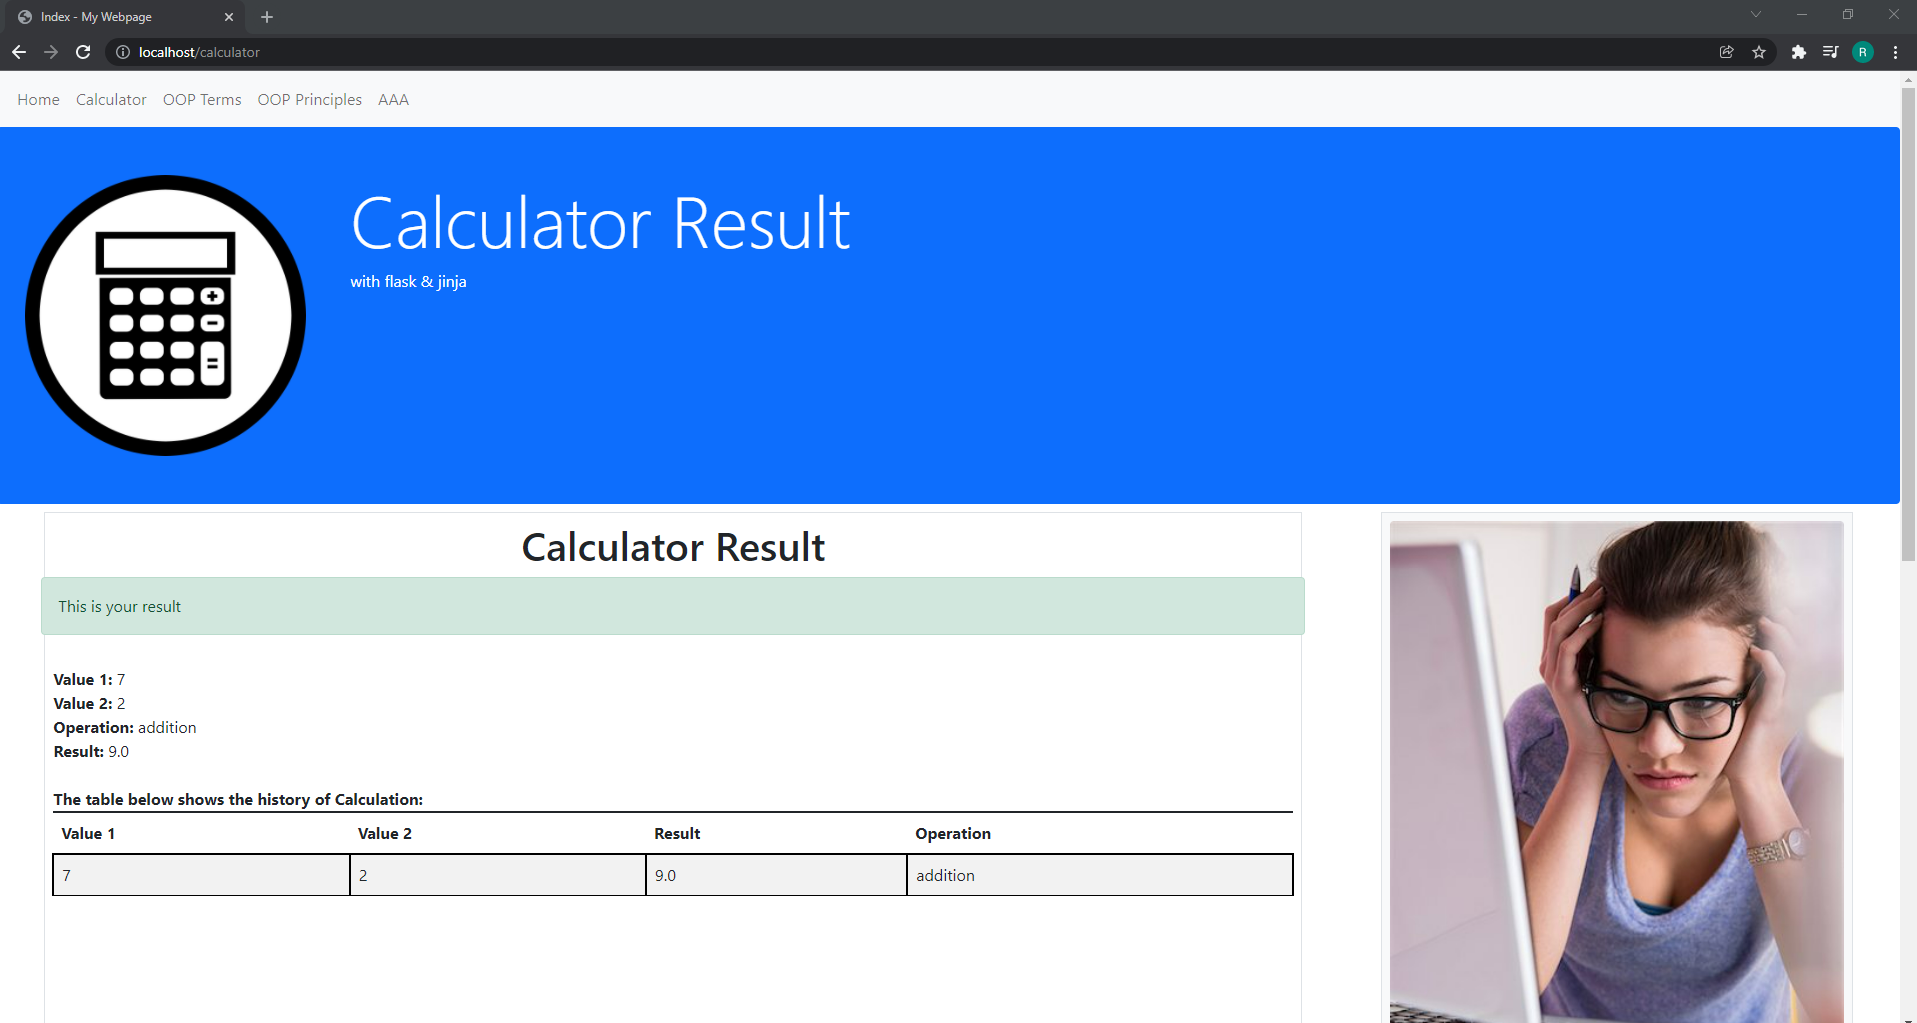 Index - My Webpage
localhost/calculator
R
Home Calculator OOP Terms OOP Principles AAA
Calculator Result
with flask & jinja
Calculator Result
This is your result
Value 1: 7
Value 2: 2
Operation: addition
Result: 9.0
The table below shows the history of Calculation:
Value 1 Value 2 Result Operation
7 2 9.0 addition